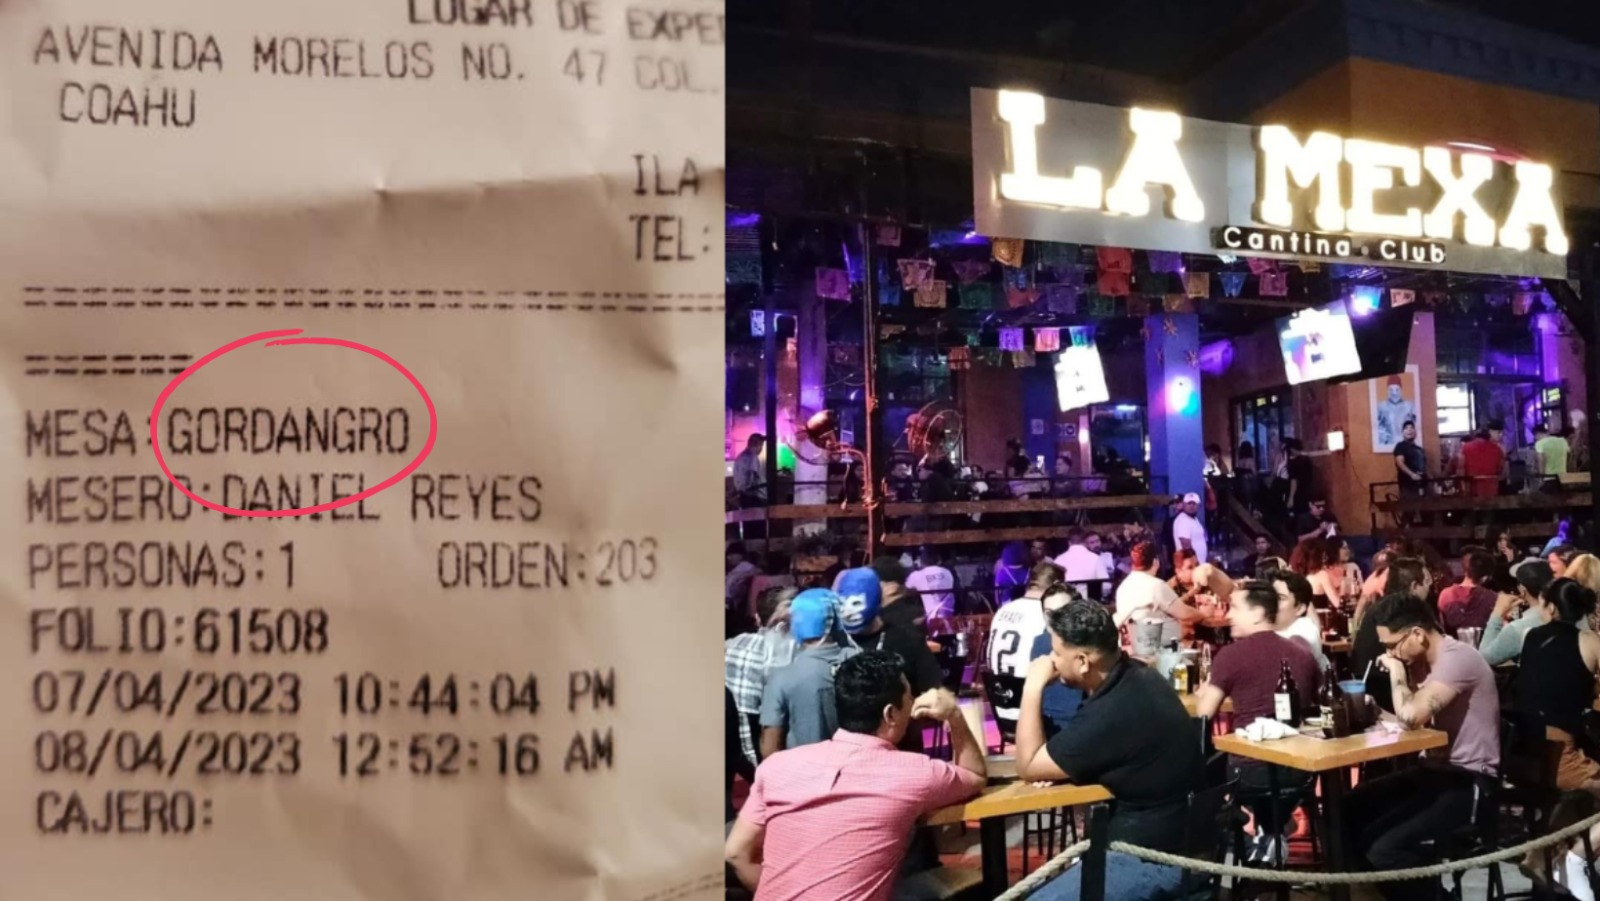 LUGAR DE EXPE
AVENIDA MORELOS NO. 47 COL.
COAHU
ILA
TEL:
MESA:GORDANGRO
MESERO:DANIEL REYES
PERSONAS:1 ORDEN:203
FOLIO:61508
07/04/2023 10:44:04 PM
08/04/2023 12:52:16 AM
CAJERO:
LA MEXA
Cantina Club
BRADY
12